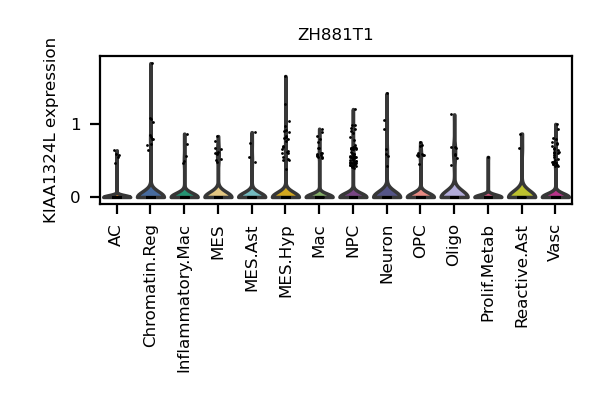 ZH881T1
KIAA1324L expression
1
0
AC
Chromatin.Reg
Inflammatory.Mac
MES
MES.Ast
MES.Hyp
Mac
NPC
Neuron
OPC
Oligo
Prolif.Metab
Reactive.Ast
Vasc